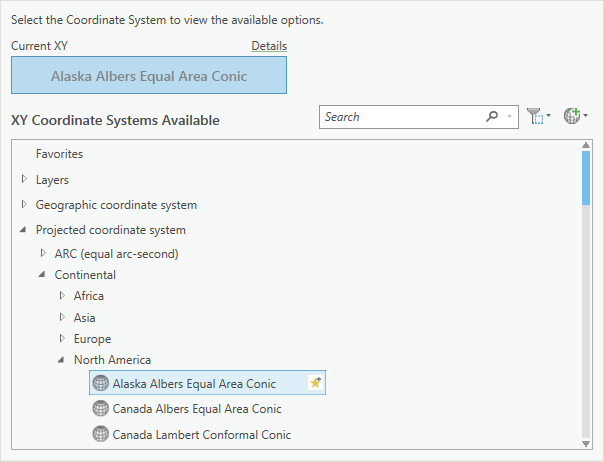 Select the Coordinate System to view the available options.
Current XY Details
Alaska Albers Equal Area Conic
XY Coordinate Systems Available Search
Favorites
Layers
Geographic coordinate system
Projected coordinate system
ARC (equal arc-second)
Continental
Africa
Asia
Europe
North America
Alaska Albers Equal Area Conic
Canada Albers Equal Area Conic
Canada Lambert Conformal Conic